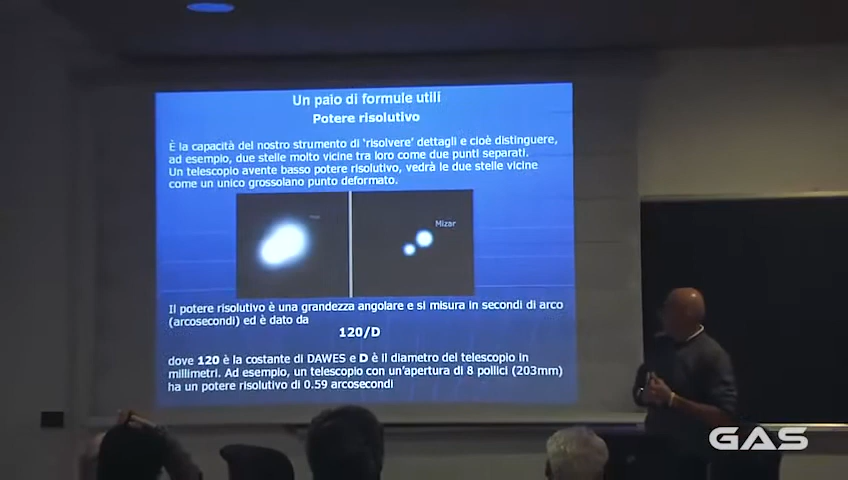 Un paio di formule utili
Potere risolutivo
È la capacità del nostro strumento di 'risolvere' dettagli e cioè distinguere,
ad esempio, due stelle molto vicine tra loro come due punti separati.
Un telescopio avente basso potere risolutivo, vedrà le due stelle vicine
come un unico grossolano punto deformato.
Mizar
Il potere risolutivo è una grandezza angolare e si misura in secondi di arco
(arcosecondi) ed è dato da
120/D
dove 120 è la costante di DAWES e D è il diametro del telescopio in
millimetri. Ad esempio, un telescopio con un'apertura di 8 pollici (203mm)
ha un potere risolutivo di 0.59 arcosecondi
GAS